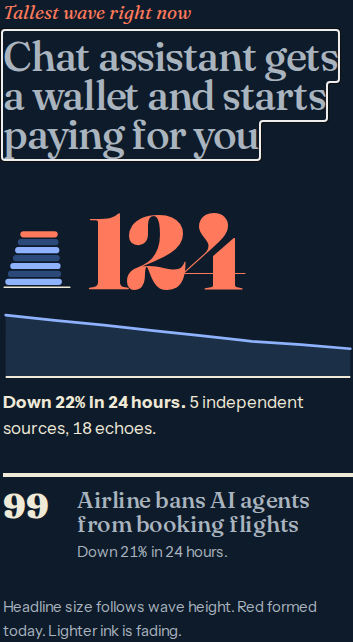 Tallest wave right now
Chat assistant gets
a wallet and starts
paying for you
124
Down 22% in 24 hours. 5 independent
sources, 18 echoes.
99
Airline bans AI agents
from booking flights
Down 21% in 24 hours.
Headline size follows wave height. Red formed
today. Lighter ink is fading.